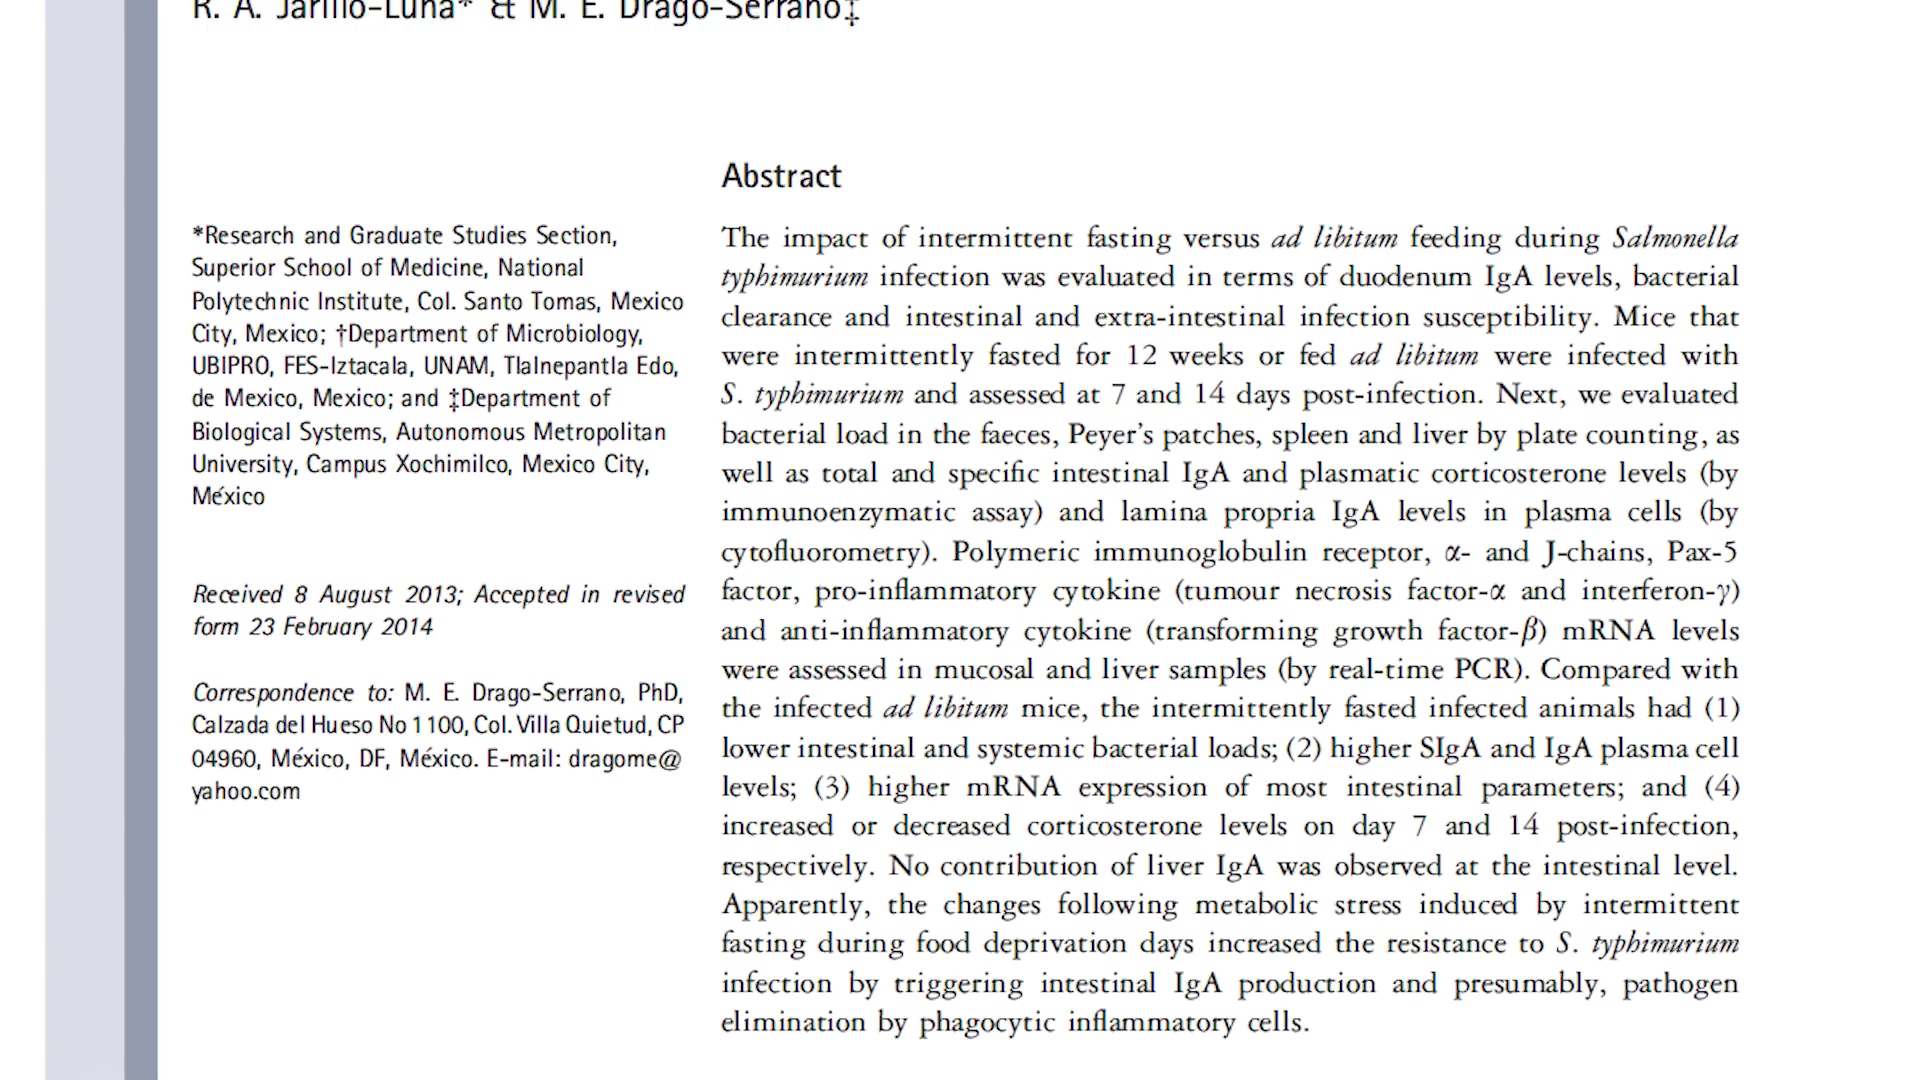 R. A. Jarillo-Luna* & M. E. Drago-Serrano‡
*Research and Graduate Studies Section,
Superior School of Medicine, National
Polytechnic Institute, Col. Santo Tomas, Mexico
City, Mexico; †Department of Microbiology,
UBIPRO, FES-Iztacala, UNAM, Tlalnepantla Edo,
de Mexico, Mexico; and ‡Department of
Biological Systems, Autonomous Metropolitan
University, Campus Xochimilco, Mexico City,
México
Received 8 August 2013; Accepted in revised
form 23 February 2014
Correspondence to: M. E. Drago-Serrano, PhD,
Calzada del Hueso No 1100, Col. Villa Quietud, CP
04960, México, DF, México. E-mail: dragome@
yahoo.com
Abstract
The impact of intermittent fasting versus ad libitum feeding during Salmonella
typhimurium infection was evaluated in terms of duodenum IgA levels, bacterial
clearance and intestinal and extra-intestinal infection susceptibility. Mice that
were intermittently fasted for 12 weeks or fed ad libitum were infected with
S. typhimurium and assessed at 7 and 14 days post-infection. Next, we evaluated
bacterial load in the faeces, Peyer's patches, spleen and liver by plate counting, as
well as total and specific intestinal IgA and plasmatic corticosterone levels (by
immunoenzymatic assay) and lamina propria IgA levels in plasma cells (by
cytofluorometry). Polymeric immunoglobulin receptor, α- and J-chains, Pax-5
factor, pro-inflammatory cytokine (tumour necrosis factor-α and interferon-γ)
and anti-inflammatory cytokine (transforming growth factor-β) mRNA levels
were assessed in mucosal and liver samples (by real-time PCR). Compared with
the infected ad libitum mice, the intermittently fasted infected animals had (1)
lower intestinal and systemic bacterial loads; (2) higher SIgA and IgA plasma cell
levels; (3) higher mRNA expression of most intestinal parameters; and (4)
increased or decreased corticosterone levels on day 7 and 14 post-infection,
respectively. No contribution of liver IgA was observed at the intestinal level.
Apparently, the changes following metabolic stress induced by intermittent
fasting during food deprivation days increased the resistance to S. typhimurium
infection by triggering intestinal IgA production and presumably, pathogen
elimination by phagocytic inflammatory cells.